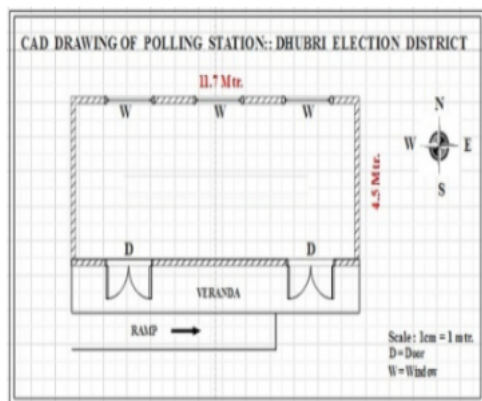 CAD DRAWING OF POLLING STATION:: DHUBRI ELECTION DISTRICT
11.7 Mtr.
W W W
N
W E
S
4.5 Mtr.
D D
VERANDA
RAMP
Scale: 1cm = 1 mtr.
D=Door
W=Window